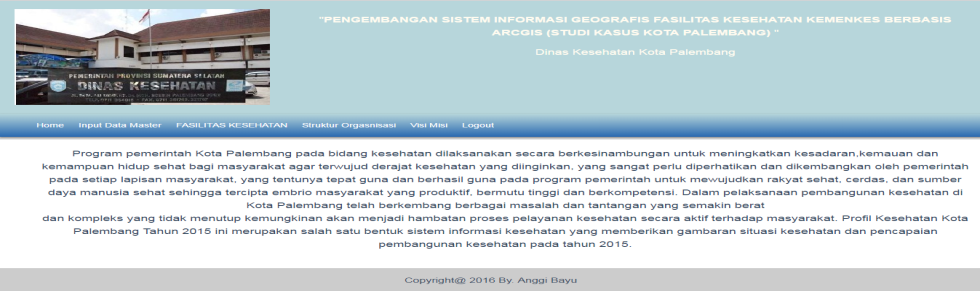 "PENGEMBANGAN SISTEM INFORMASI GEOGRAFIS FASILITAS KESEHATAN KEMENKES BERBASIS
ARCGIS (STUDI KASUS KOTA PALEMBANG) "
Dinas Kesehatan Kota Palembang
PEMERINTAH PROVINSI SUMATERA SELATAN
DINAS KESEHATAN
Home Input Data Master FASILITAS KESEHATAN Struktur Orgasnisasi Visi Misi Logout
Program pemerintah Kota Palembang pada bidang kesehatan dilaksanakan secara berkesinambungan untuk meningkatkan kesadaran,kemauan dan
kemampuan hidup sehat bagi masyarakat agar terwujud derajat kesehatan yang diinginkan, yang sangat perlu diperhatikan dan dikembangkan oleh pemerintah
pada setiap lapisan masyarakat, yang tentunya tepat guna dan berhasil guna pada program pemerintah untuk mewujudkan rakyat sehat, cerdas, dan sumber
daya manusia sehat sehingga tercipta embrio masyarakat yang produktif, bermutu tinggi dan berkompetensi. Dalam pelaksanaan pembangunan kesehatan di
Kota Palembang telah berkembang berbagai masalah dan tantangan yang semakin berat
dan kompleks yang tidak menutup kemungkinan akan menjadi hambatan proses pelayanan kesehatan secara aktif terhadap masyarakat. Profil Kesehatan Kota
Palembang Tahun 2015 ini merupakan salah satu bentuk sistem informasi kesehatan yang memberikan gambaran situasi kesehatan dan pencapaian
pembangunan kesehatan pada tahun 2015.
Copyright@ 2016 By. Anggi Bayu